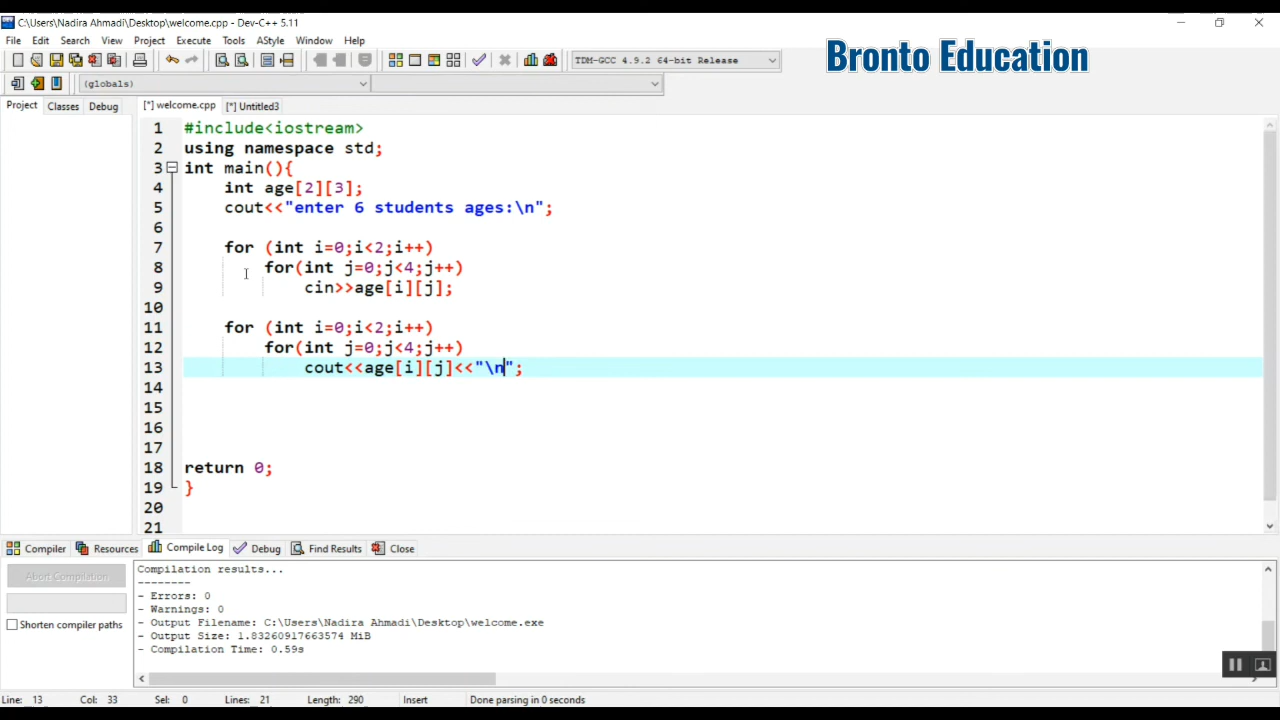 C:\Users\Nadira Ahmadi\Desktop\welcome.cpp - Dev-C++ 5.11
File Edit Search View Project Execute Tools AStyle Window Help
Bronto Education
TDM-GCC 4.9.2 64-bit Release
(globals)
Project Classes Debug [*] welcome.cpp [*] Untitled3
1 #include<iostream>
2 using namespace std;
3 int main(){
4 int age[2][3];
5 cout<<"enter 6 students ages:\n";
6
7 for (int i=0;i<2;i++)
8 for(int j=0;j<4;j++)
9 cin>>age[i][j];
10
11 for (int i=0;i<2;i++)
12 for(int j=0;j<4;j++)
13 cout<<age[i][j]<<"\n";
14
15
16
17
18 return 0;
19 }
20
21
Compiler Resources Compile Log Debug Find Results Close
Abort Compilation
Shorten compiler paths
Compilation results...
--------
- Errors: 0
- Warnings: 0
- Output Filename: C:\Users\Nadira Ahmadi\Desktop\welcome.exe
- Output Size: 1.83260917663574 MiB
- Compilation Time: 0.59s
Line: 13 Col: 33 Sel: 0 Lines: 21 Length: 290 Insert Done parsing in 0 seconds